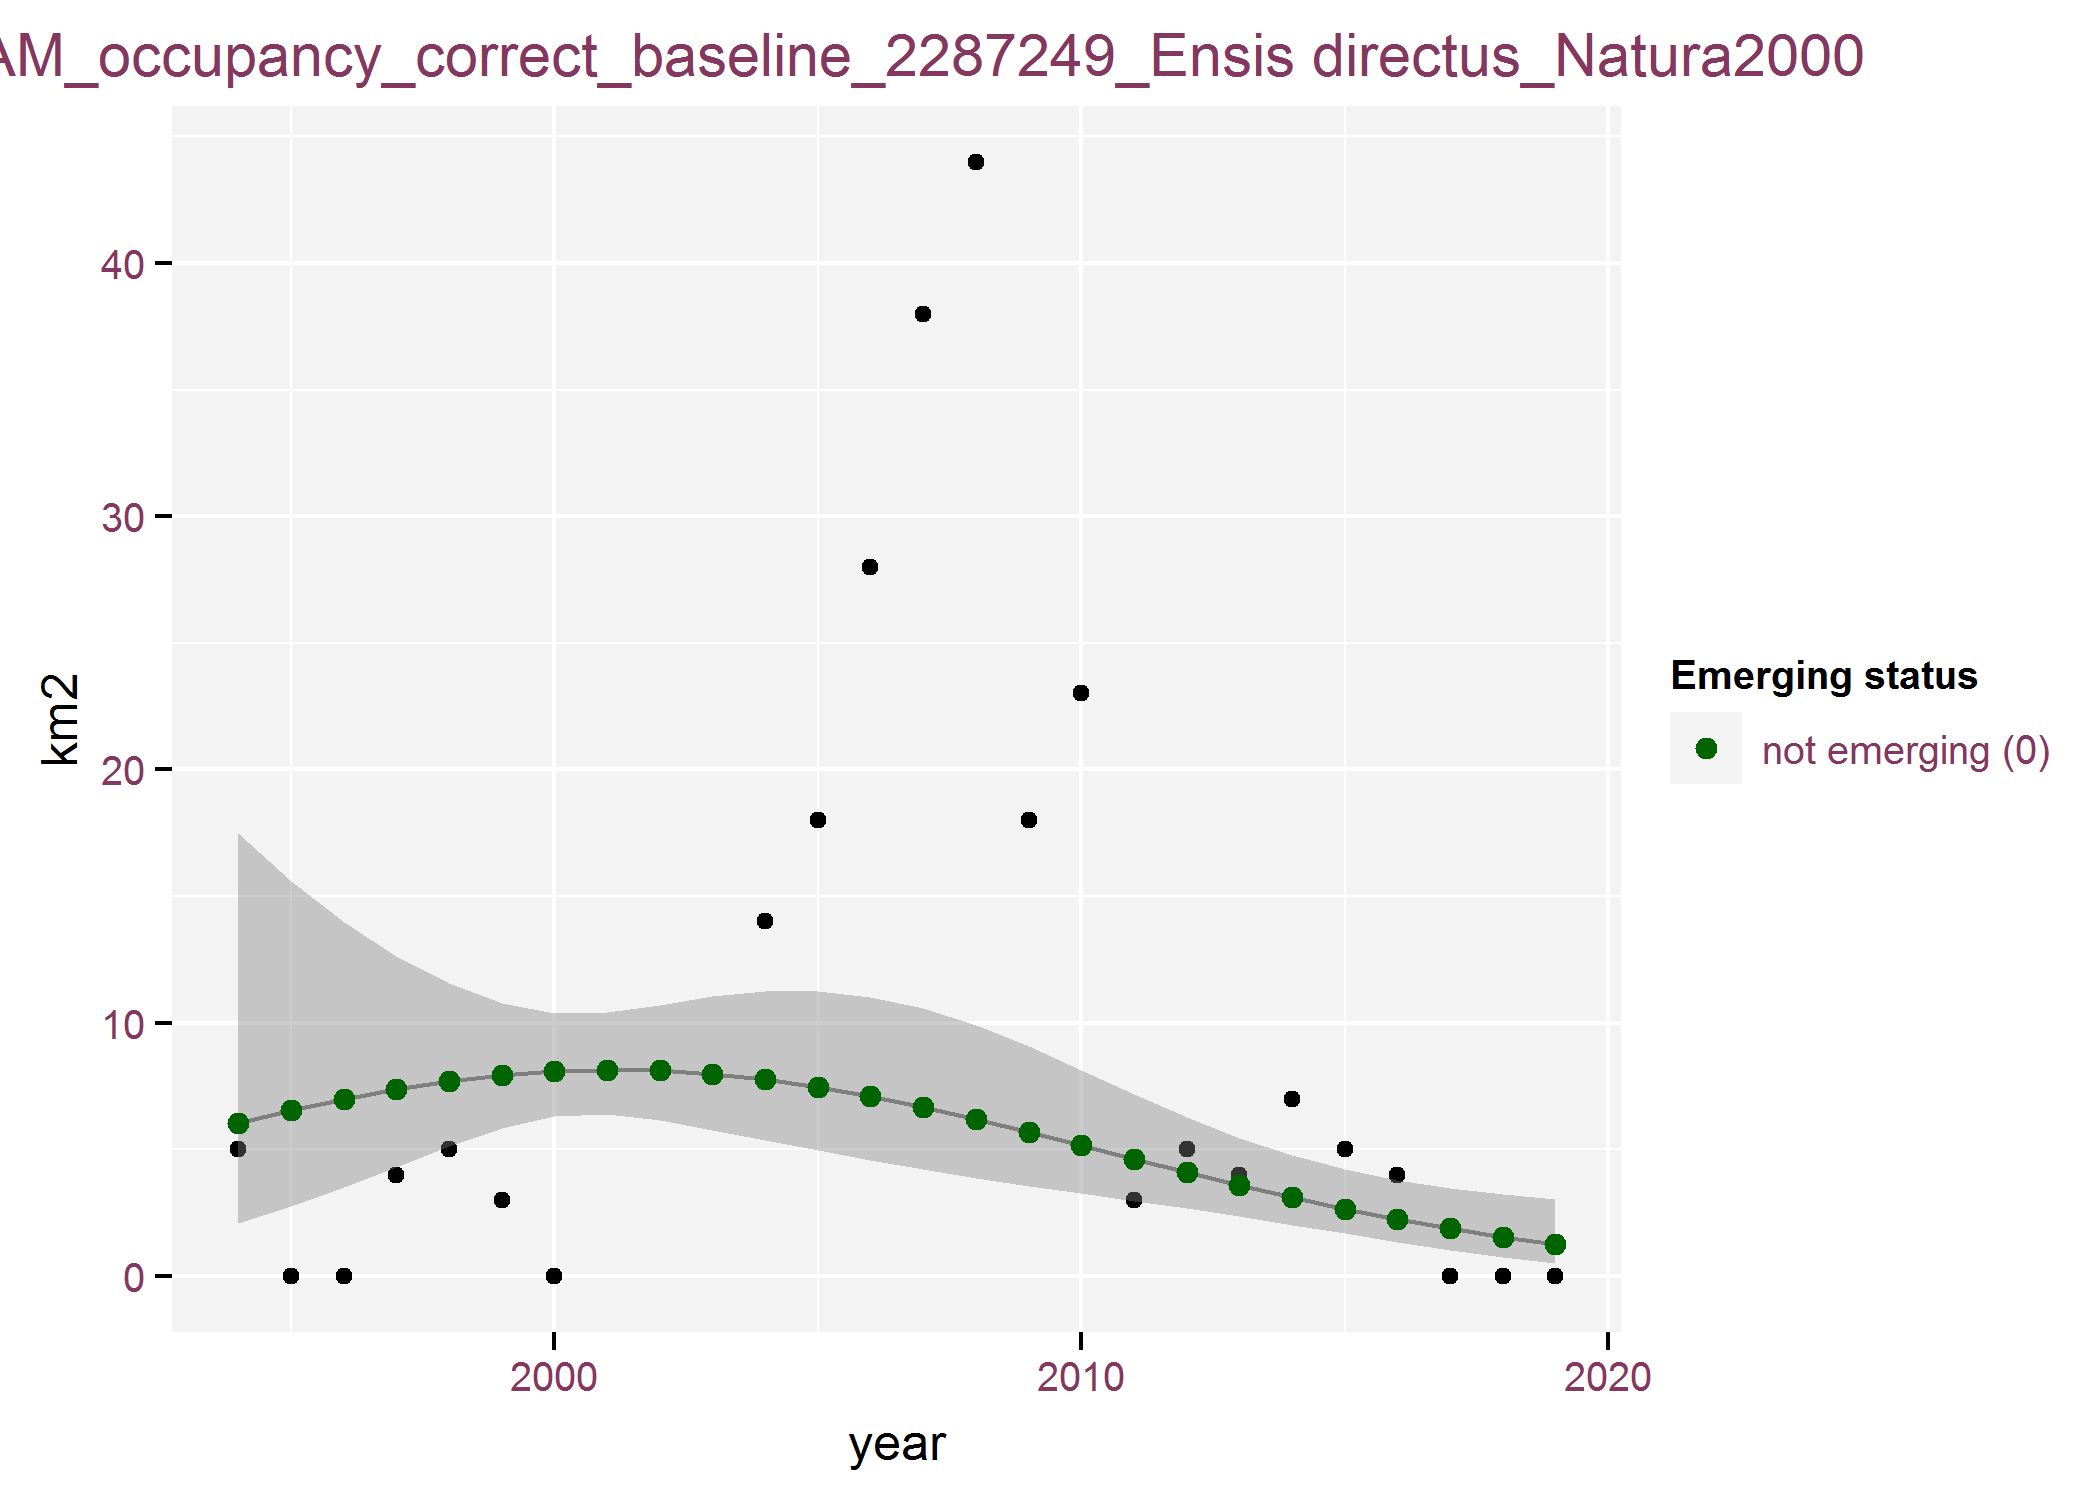 AM_occupancy_correct_baseline_2287249_Ensis directus_Natura2000
40
30
20
10
0
km2
2000 2010 2020
year
Emerging status
not emerging (0)